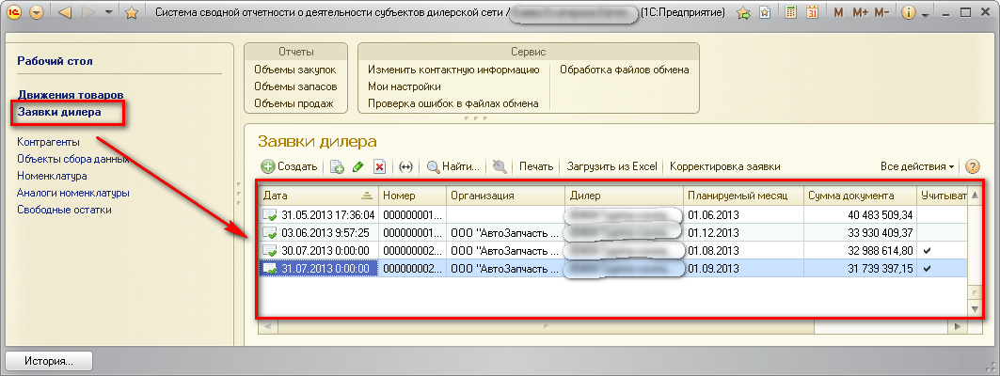 Система сводной отчетности о деятельности субъектов дилерской сети / (1С:Предприятие)
M M+ M-
Рабочий стол
Движения товаров
Заявки дилера
Контрагенты
Объекты сбора данных
Номенклатура
Аналоги номенклатуры
Свободные остатки
Отчеты
Объемы закупок
Объемы запасов
Объемы продаж
Сервис
Изменить контактную информацию
Обработка файлов обмена
Мои настройки
Проверка ошибок в файлах обмена
Заявки дилера
Создать Найти... Печать Загрузить из Excel Корректировка заявки Все действия
Дата Номер Организация Дилер Планируемый месяц Сумма документа Учитыват
31.05.2013 17:36:04 000000001... 01.06.2013 40 483 509,34
03.06.2013 9:57:25 000000001... ООО "АвтоЗапчасть ... 01.12.2013 33 930 409,37
30.07.2013 0:00:00 000000002... ООО "АвтоЗапчасть ... 01.08.2013 32 988 614,80
31.07.2013 0:00:00 000000002... ООО "АвтоЗапчасть ... 01.09.2013 31 739 397,15
История...